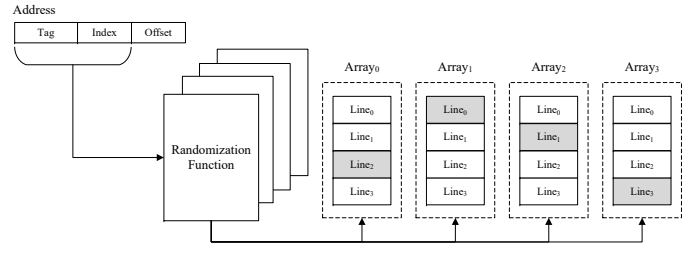 Address
Tag Index Offset
Array₀ Array₁ Array₂ Array₃
Line₀ Line₀ Line₀ Line₀
Line₁ Line₁ Line₁ Line₁
Randomization
Function
Line₂ Line₂ Line₂ Line₂
Line₃ Line₃ Line₃ Line₃